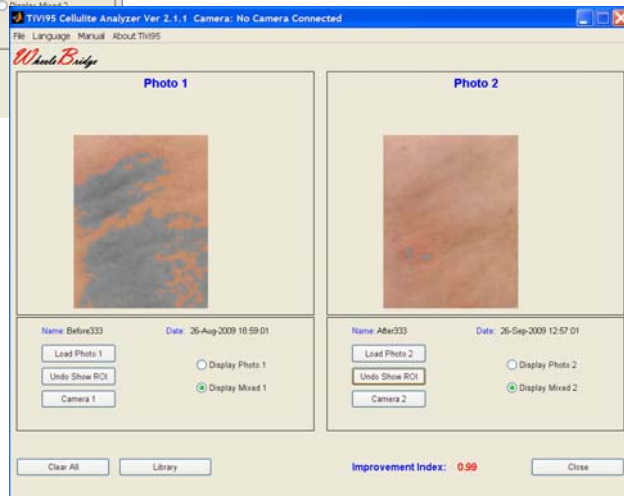 Display Mixed 2
TiVi95 Cellulite Analyzer Ver 2.1.1 Camera: No Camera Connected
File Language Manual About TiVi95
WheelsBridge
Photo 1
Photo 2
Name: Before333 Date: 26-Aug-2009 18:59:01
Load Photo 1
Undo Show ROI
Camera 1
Display Photo 1
Display Mixed 1
Name: After333 Date: 26-Sep-2009 12:57:01
Load Photo 2
Undo Show ROI
Camera 2
Display Photo 2
Display Mixed 2
Clear All
Library
Improvement Index: 0.99
Close